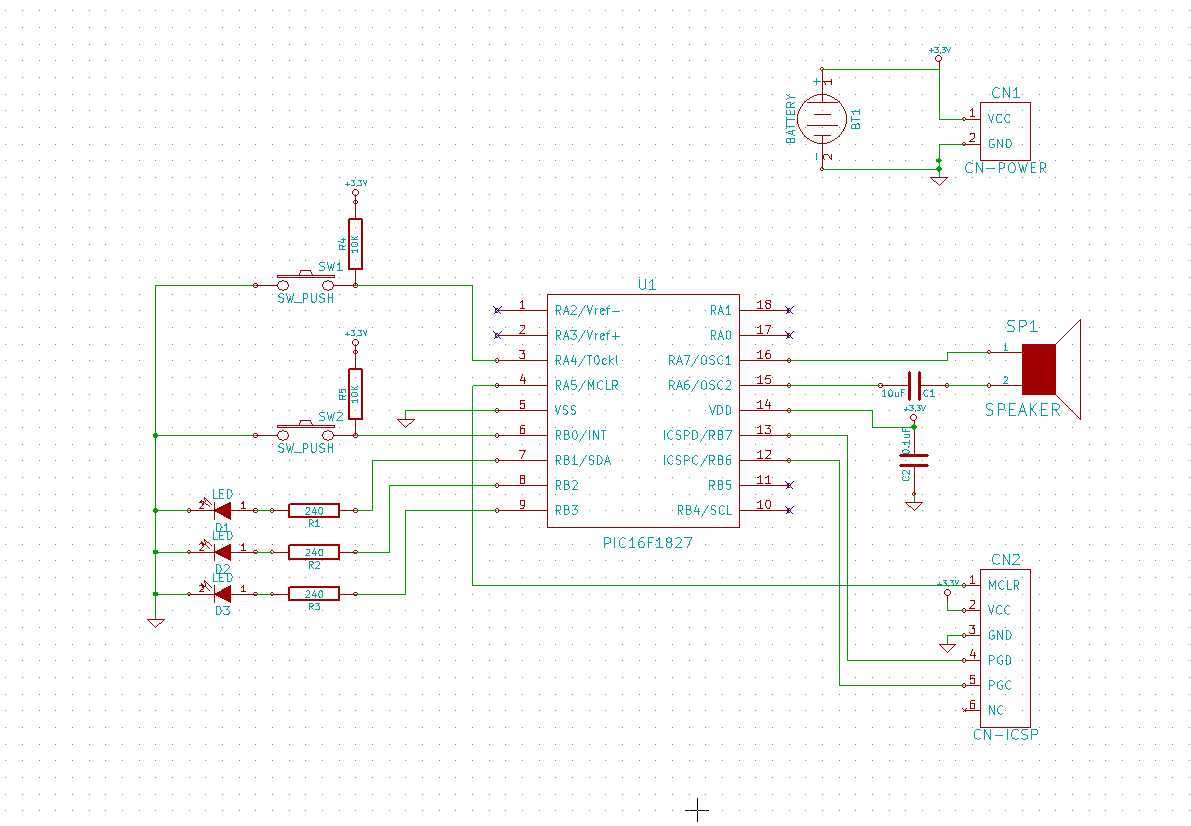 +3.3V
CN1
1 VCC
2 GND
CN-POWER
+ 1
BATTERY
BT1
- 2
+3.3V
R4
10K
SW1
SW_PUSH
+3.3V
R5
10K
SW2
SW_PUSH
U1
1 RA2/Vref-
2 RA3/Vref+
3 RA4/T0ckl
4 RA5/MCLR
5 VSS
6 RB0/INT
7 RB1/SDA
8 RB2
9 RB3
RA1 18
RA0 17
RA7/OSC1 16
RA6/OSC2 15
VDD 14
ICSPD/RB7 13
ICSPC/RB6 12
RB5 11
RB4/SCL 10
PIC16F1827
SP1
1
2
SPEAKER
10uF C1
+3.3V
0.1uF
C2
LED
2 1
D1
240
R1
LED
2 1
D2
240
R2
LED
2 1
D3
240
R3
CN2
+3.3V
1 MCLR
2 VCC
3 GND
4 PGD
5 PGC
6 NC
CN-ICSP